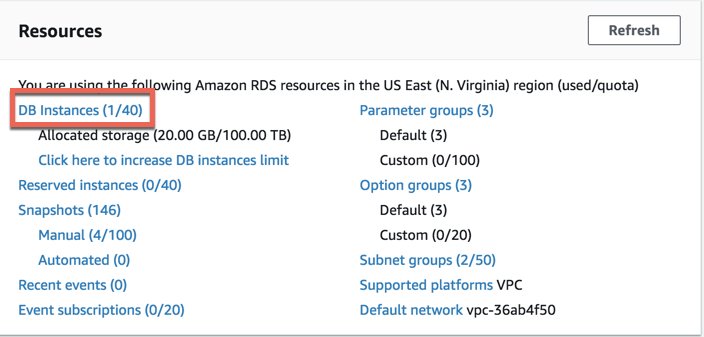 Resources
Refresh
You are using the following Amazon RDS resources in the US East (N. Virginia) region (used/quota)
DB Instances (1/40)
Allocated storage (20.00 GB/100.00 TB)
Click here to increase DB instances limit
Reserved instances (0/40)
Snapshots (146)
Manual (4/100)
Automated (0)
Recent events (0)
Event subscriptions (0/20)
Parameter groups (3)
Default (3)
Custom (0/100)
Option groups (3)
Default (3)
Custom (0/20)
Subnet groups (2/50)
Supported platforms VPC
Default network vpc-36ab4f50